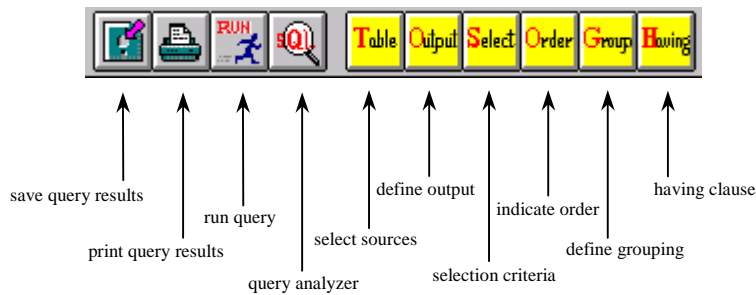 RUN
SQL
Table
Output
Select
Order
Group
Having
save query results
print query results
run query
query analyzer
select sources
define output
selection criteria
indicate order
define grouping
having clause